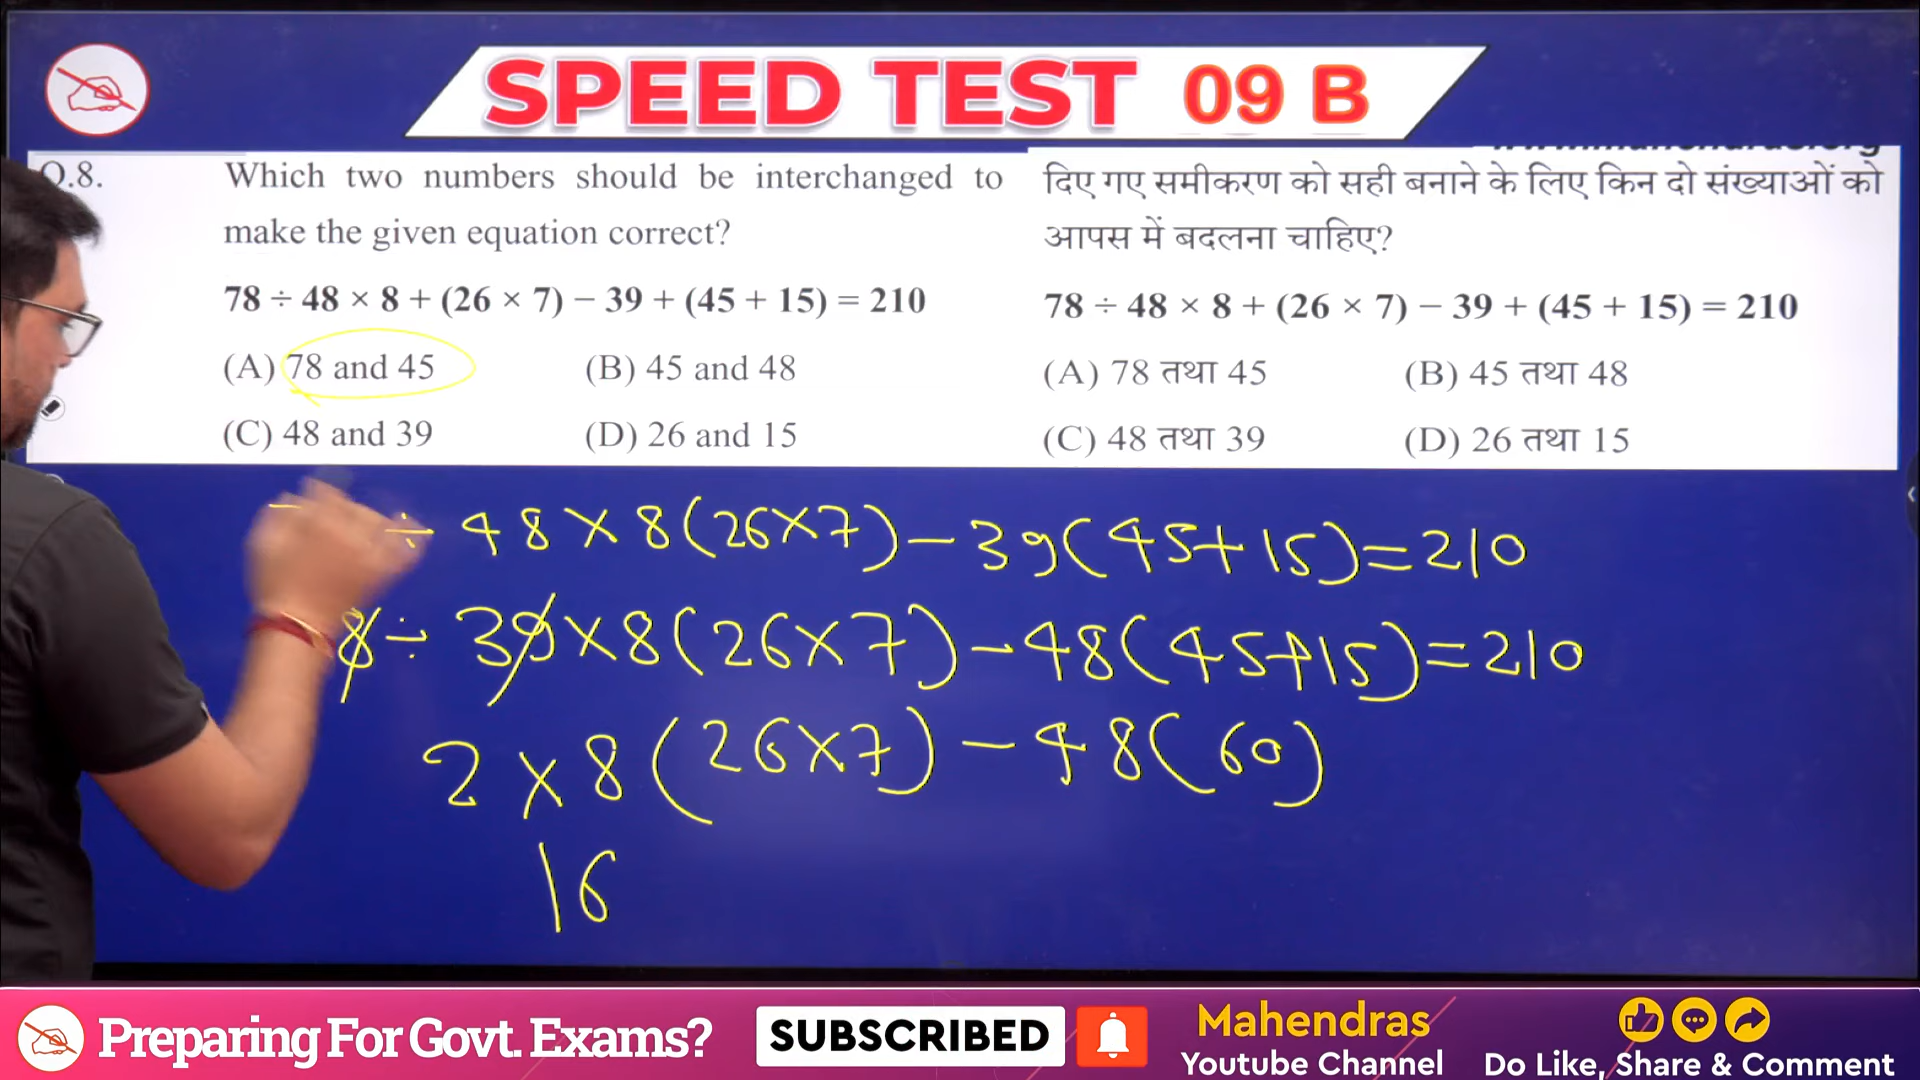 SPEED TEST 09 B
Q.8.
Which two numbers should be interchanged to
make the given equation correct?
78 ÷ 48 × 8 + (26 × 7) − 39 + (45 + 15) = 210
(A) 78 and 45
(B) 45 and 48
(C) 48 and 39
(D) 26 and 15
दिए गए समीकरण को सही बनाने के लिए किन दो संख्याओं को
आपस में बदलना चाहिए?
78 ÷ 48 × 8 + (26 × 7) − 39 + (45 + 15) = 210
(A) 78 तथा 45
(B) 45 तथा 48
(C) 48 तथा 39
(D) 26 तथा 15
÷ 48 × 8 (26 × 7) − 39 (45 + 15) = 210
8 ÷ 39 × 8 (26 × 7) − 48 (45 + 15) = 210
2 × 8 (26 × 7) − 48 (60)
16
Preparing For Govt. Exams?
SUBSCRIBED
Mahendras
Youtube Channel
Do Like, Share & Comment